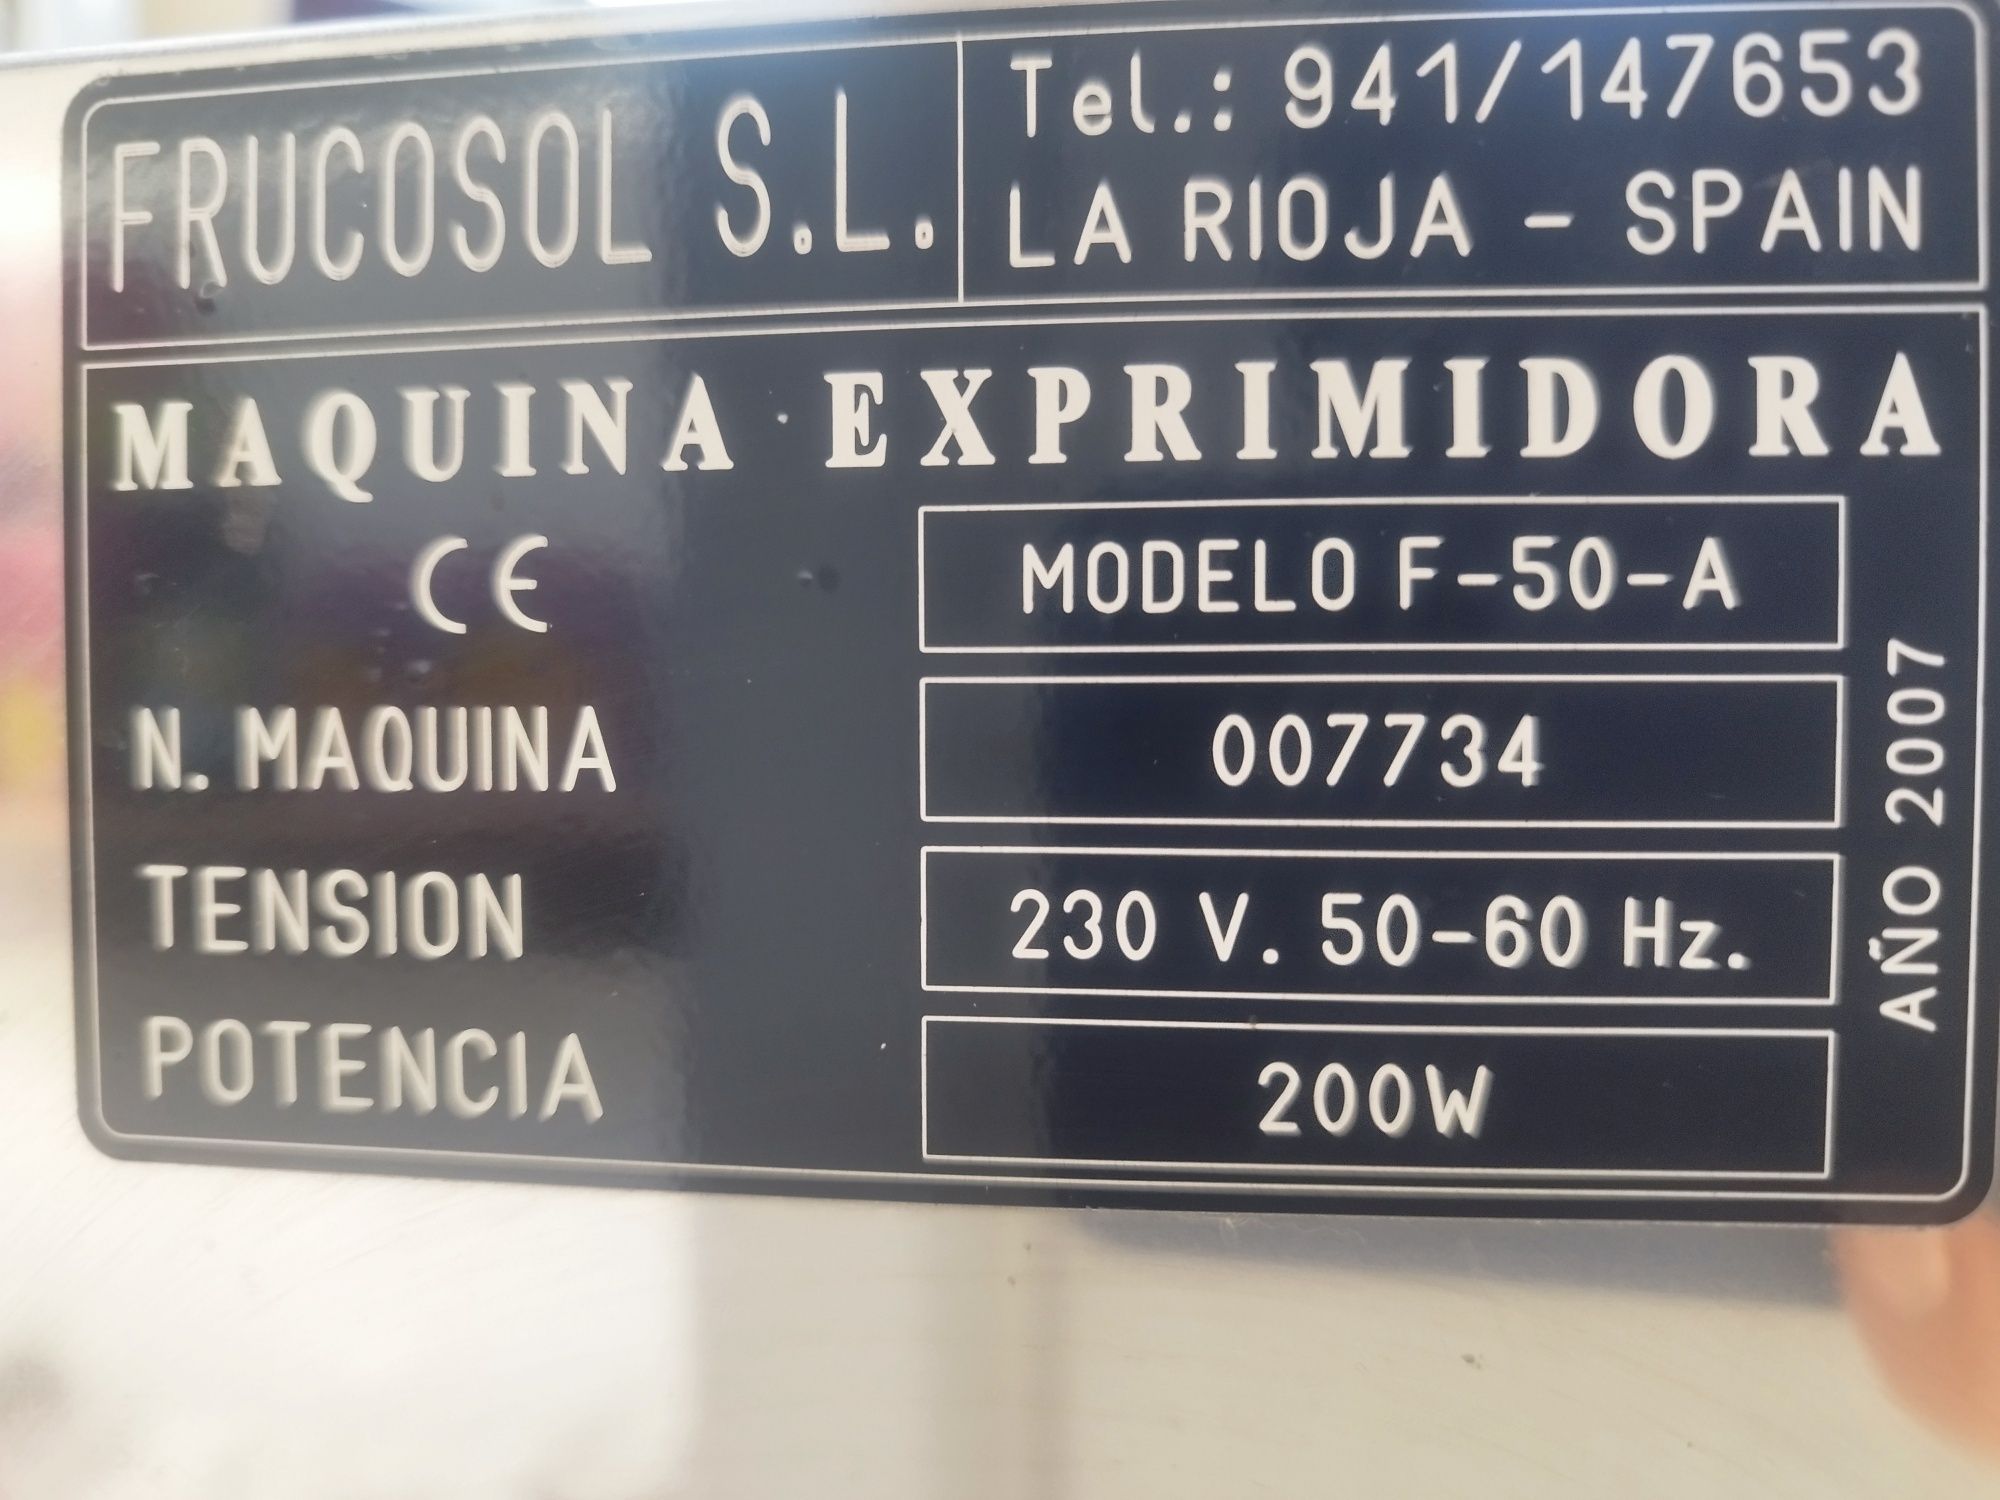 FRUCOSOL S.L.
Tel.: 941/147653
LA RIOJA - SPAIN
MAQUINA EXPRIMIDORA
CE
MODELO F-50-A
N. MAQUINA 007734
TENSION 230 V. 50-60 Hz.
POTENCIA 200W
AÑO 2007